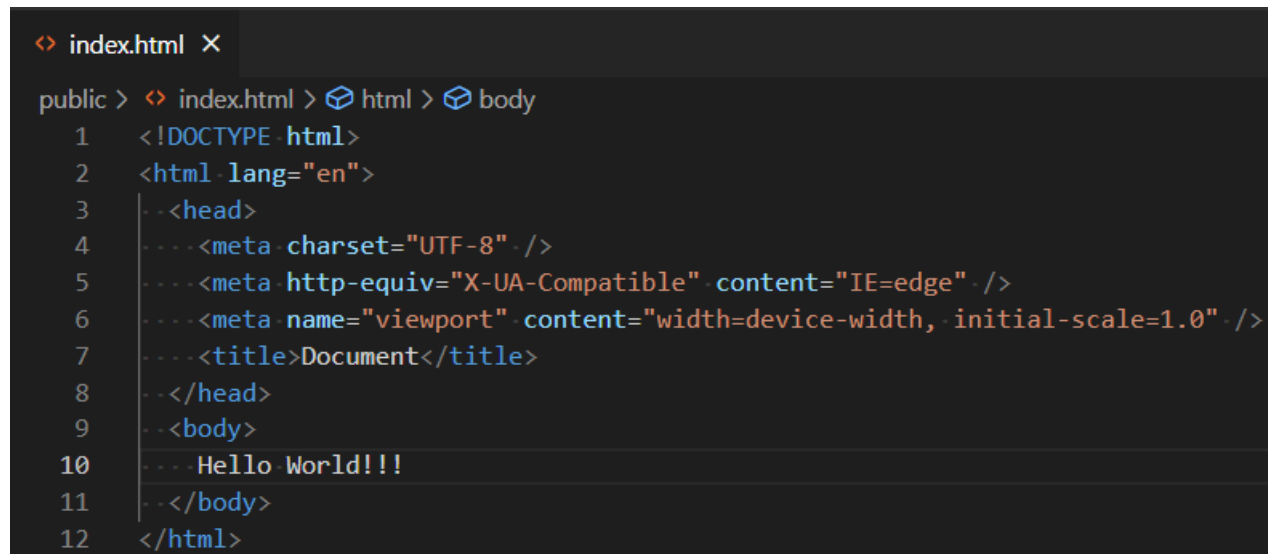 index.html
public > index.html > html > body
1 <!DOCTYPE html>
2 <html lang="en">
3   <head>
4     <meta charset="UTF-8" />
5     <meta http-equiv="X-UA-Compatible" content="IE=edge" />
6     <meta name="viewport" content="width=device-width, initial-scale=1.0" />
7     <title>Document</title>
8   </head>
9   <body>
10     Hello World!!!
11   </body>
12 </html>